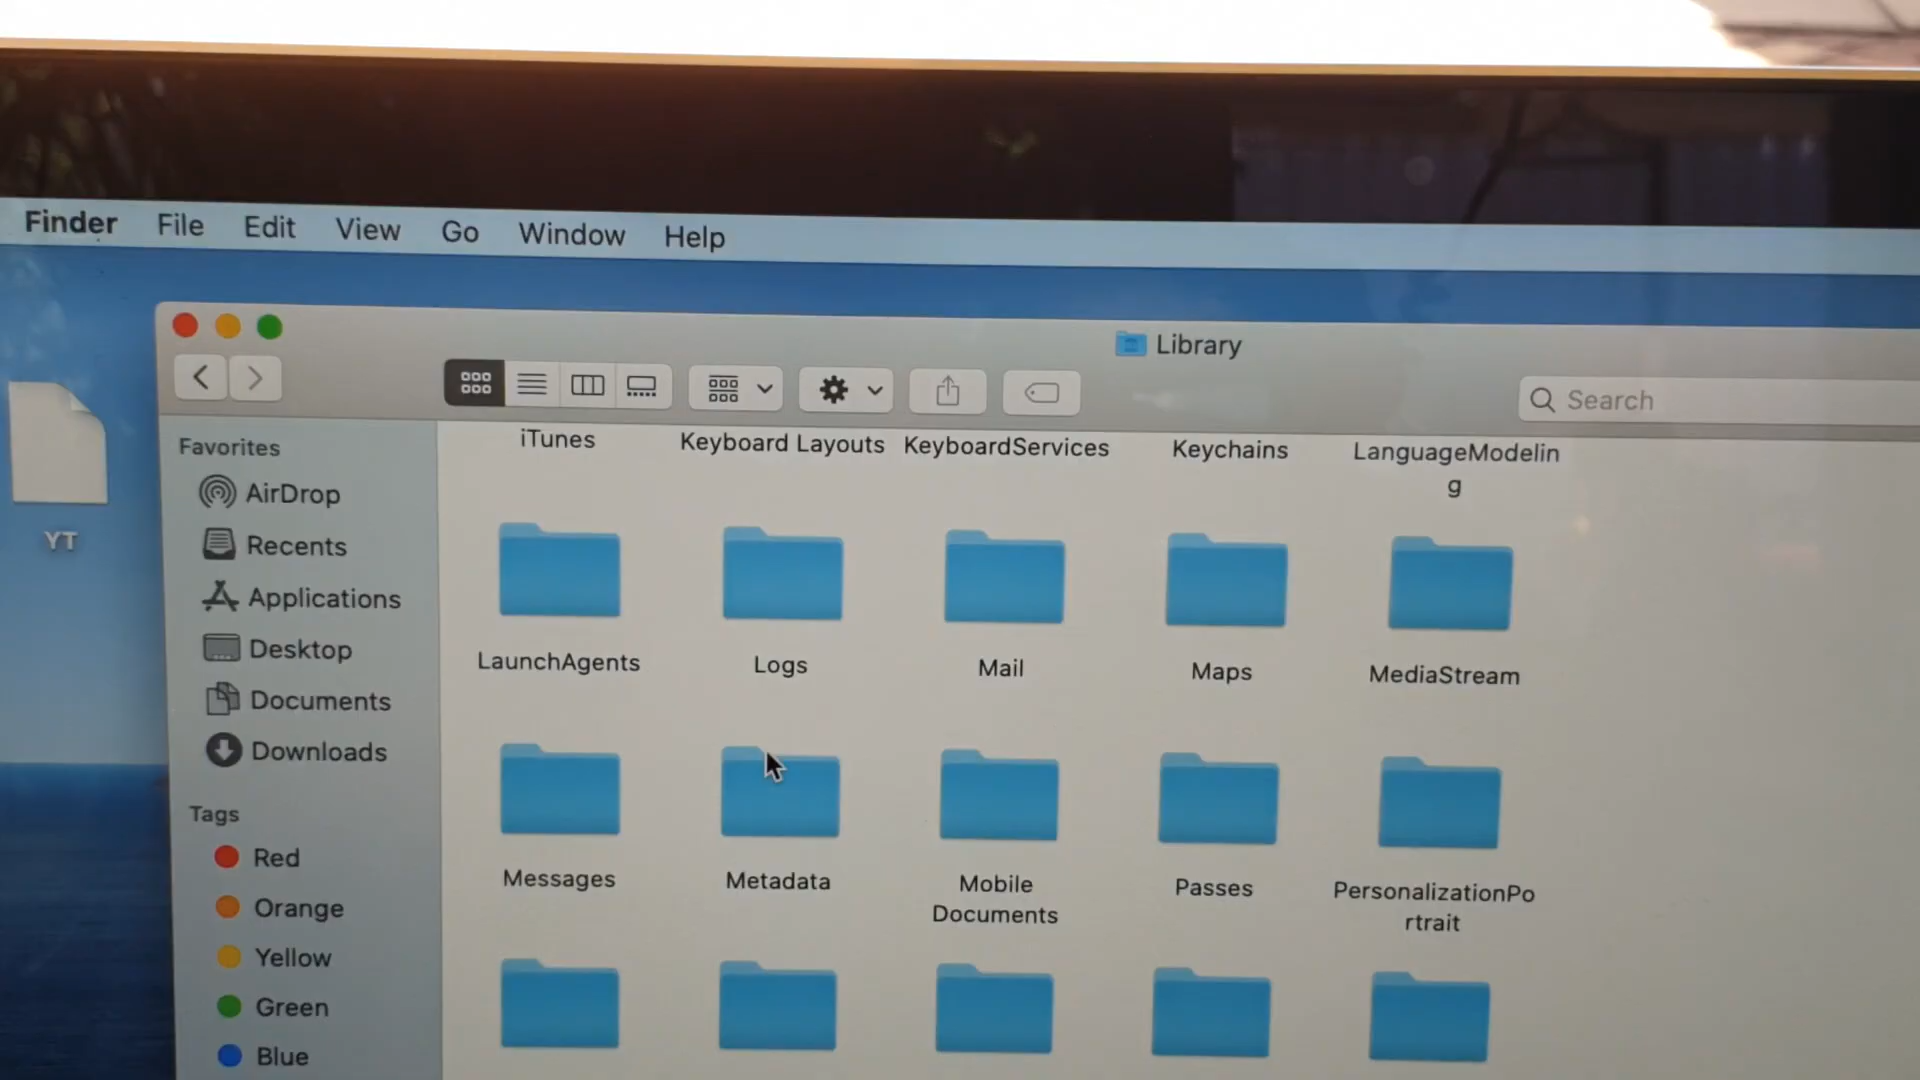 Finder File Edit View Go Window Help
Library
Search
YT
Favorites
AirDrop
Recents
Applications
Desktop
Documents
Downloads
Tags
Red
Orange
Yellow
Green
Blue
iTunes
Keyboard Layouts
KeyboardServices
Keychains
LanguageModelin
g
LaunchAgents
Logs
Mail
Maps
MediaStream
Messages
Metadata
Mobile
Documents
Passes
PersonalizationPo
rtrait